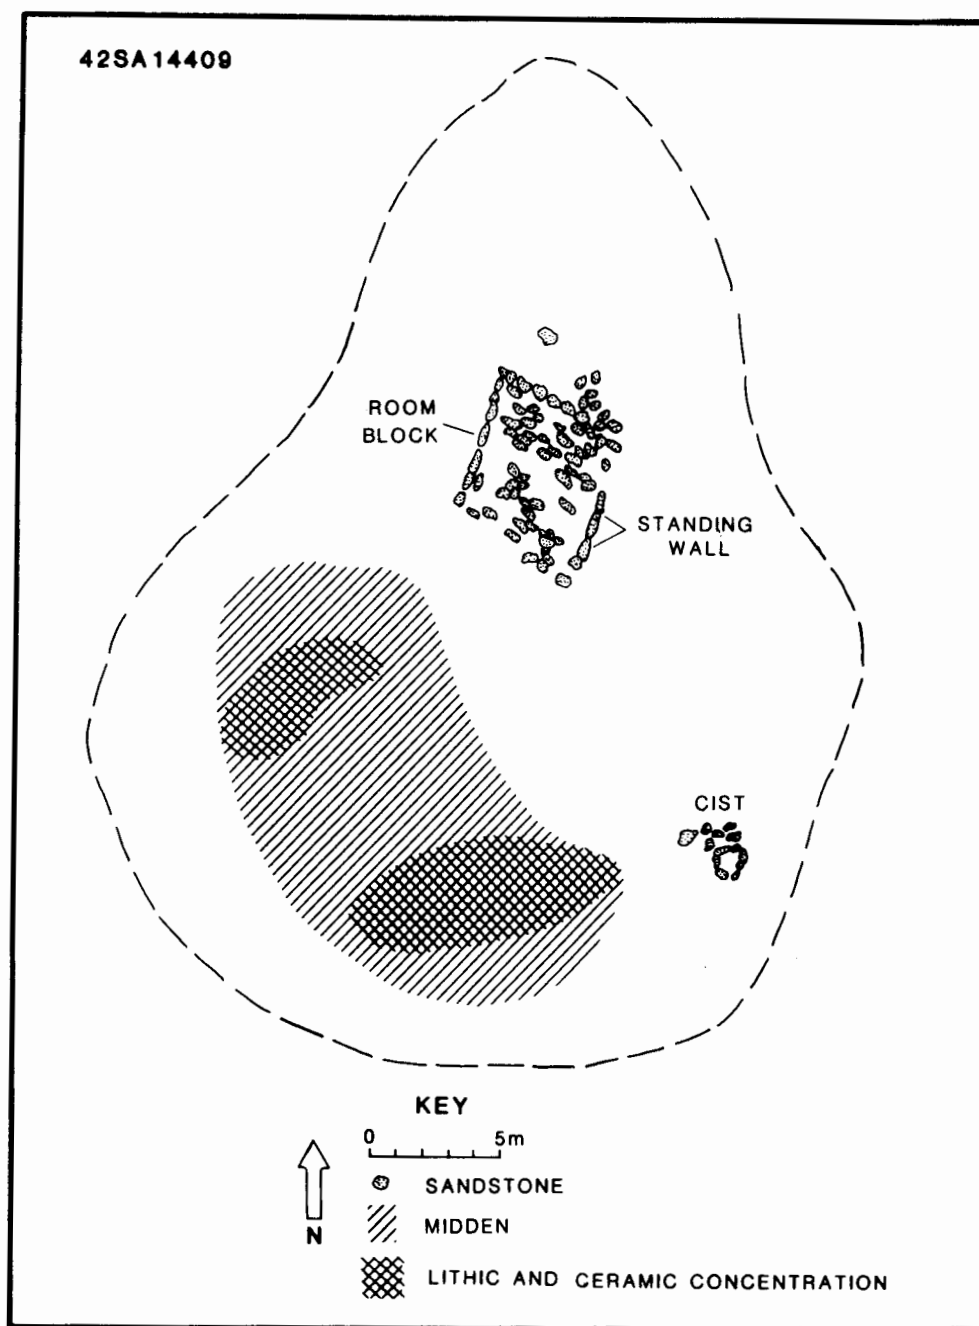 42SA14409
ROOM
BLOCK
STANDING
WALL
CIST
KEY
0 5m
N
SANDSTONE
MIDDEN
LITHIC AND CERAMIC CONCENTRATION